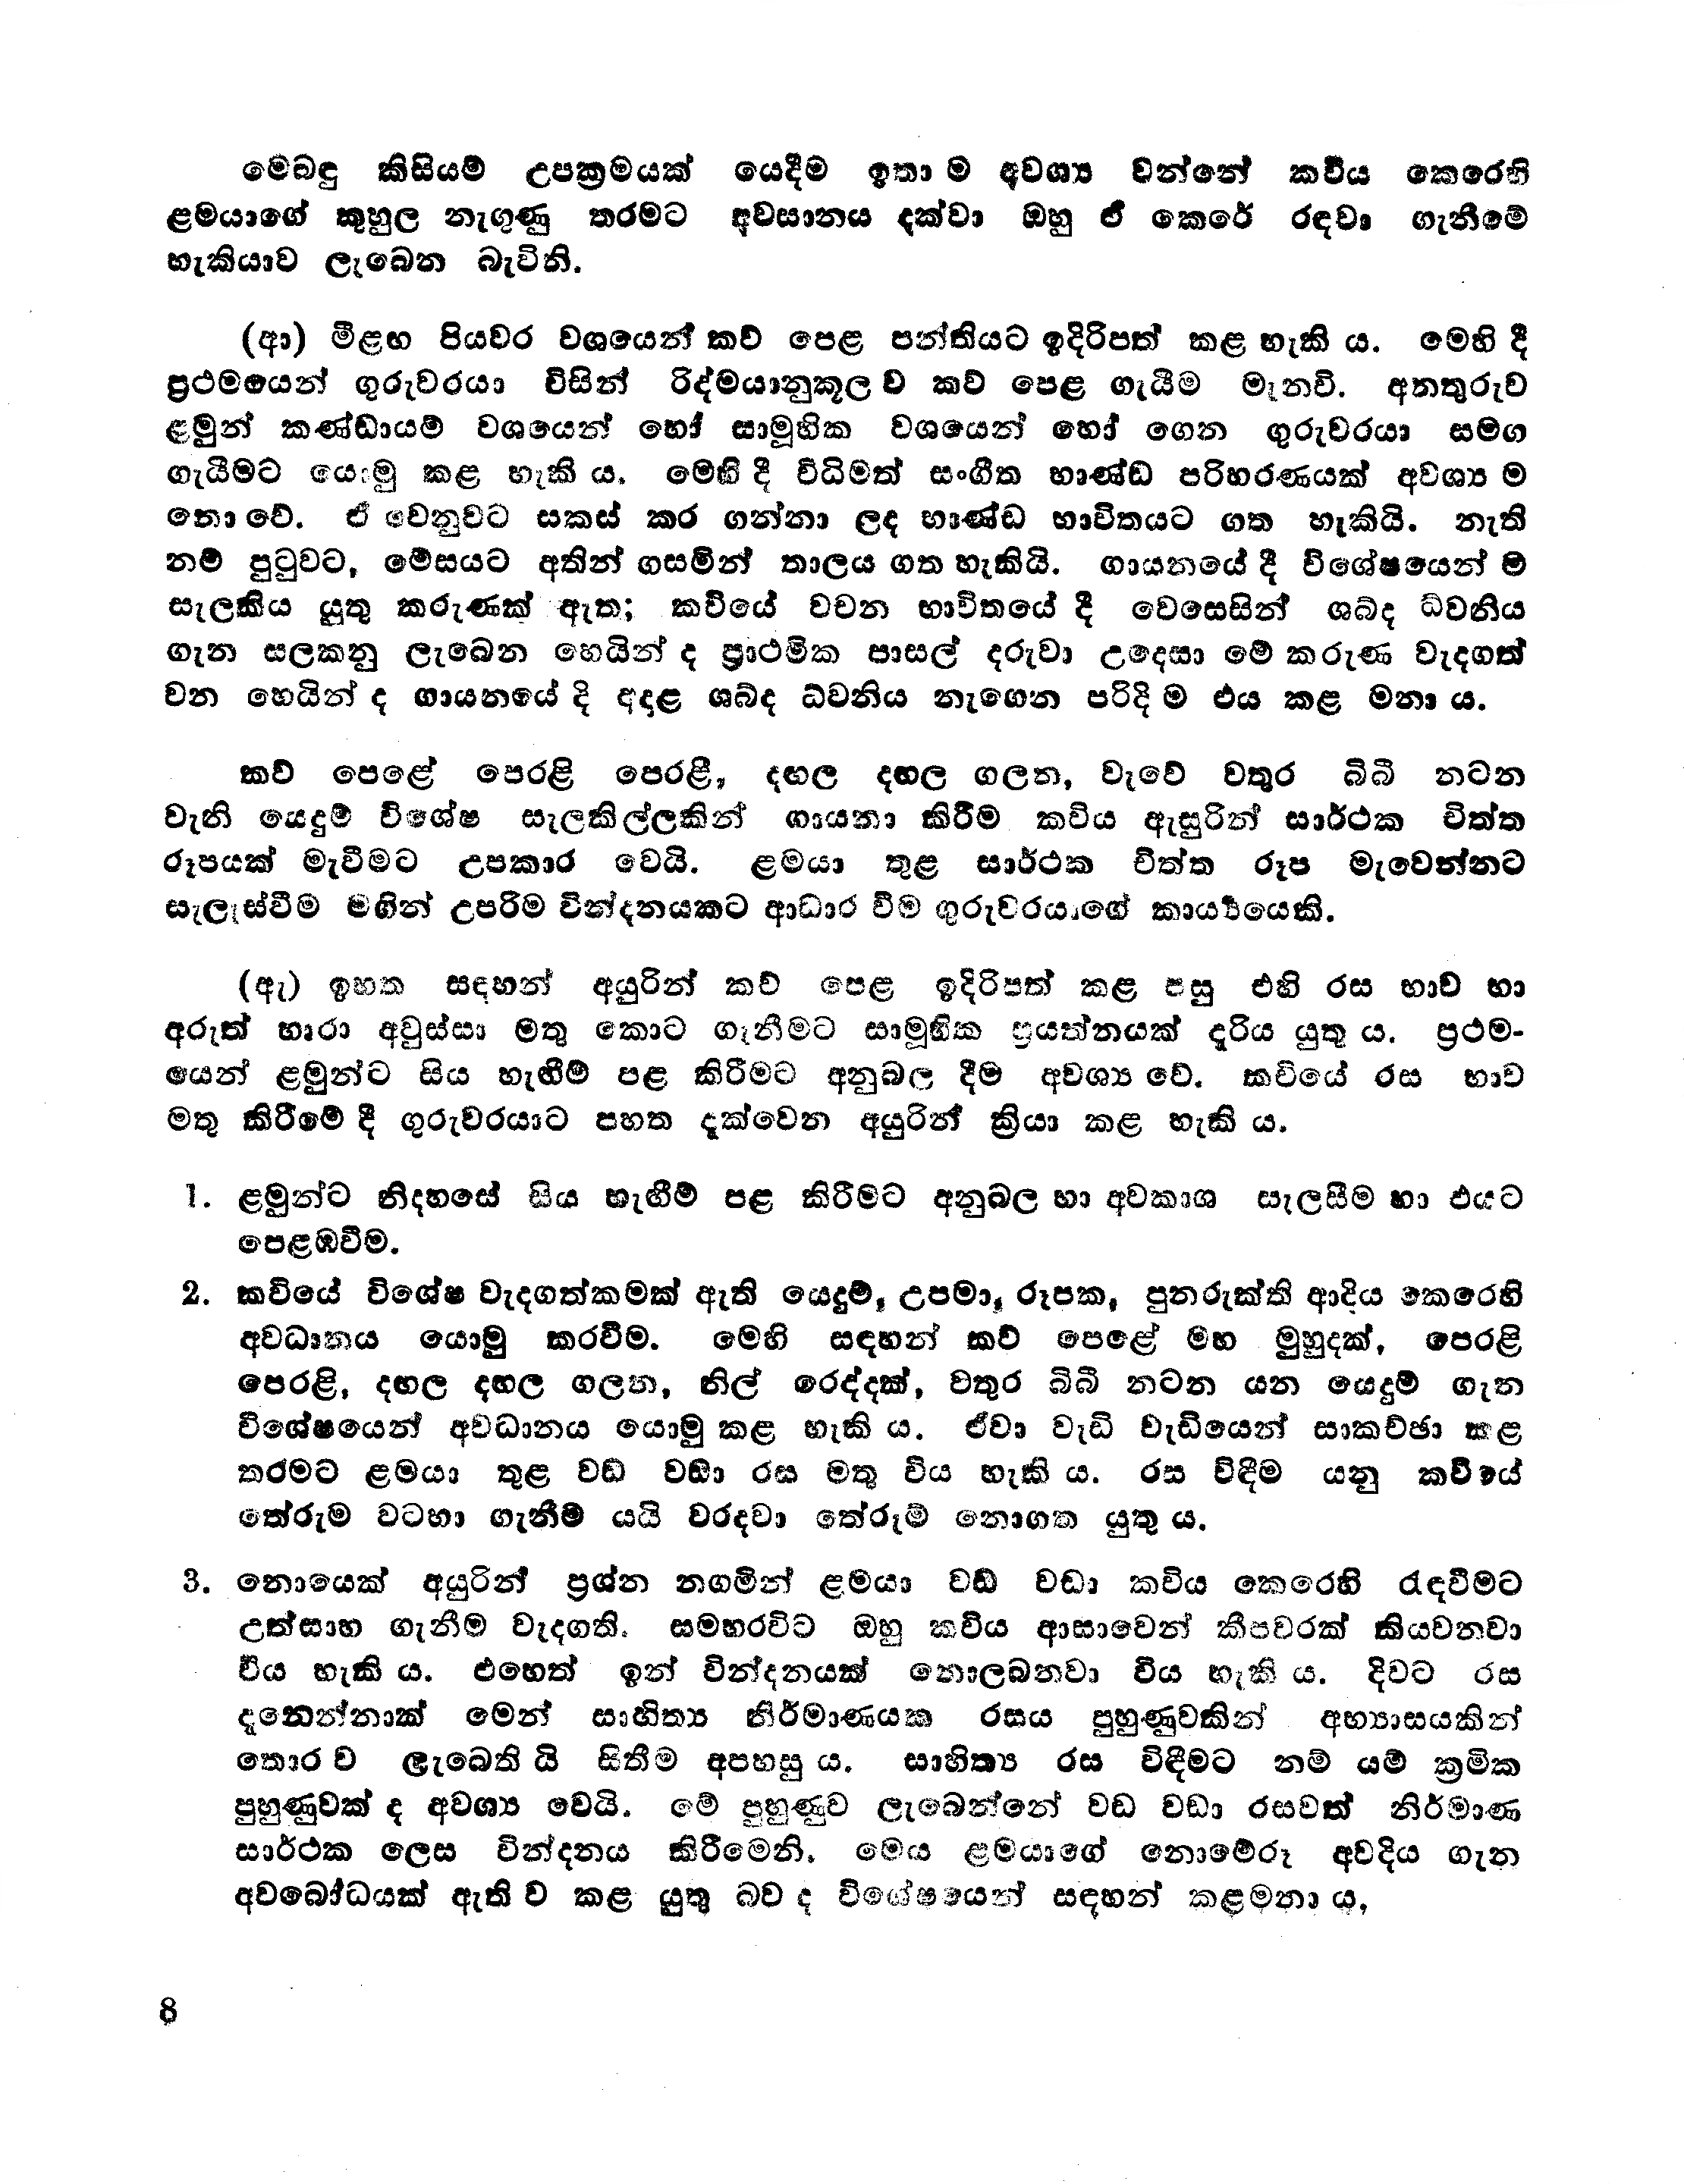 මෙබඳු කිසියම් උපක්‍රමයක් යෙදීම ඉතා ම අවශ්‍ය වන්නේ කවිය කෙරෙහි
ළමයාගේ කුහුල නැගුණු තරමට අවසානය දක්වා ඔහු ඒ කෙරේ රඳවා ගැනීමේ
හැකියාව ලැබෙන බැවිනි.
(ආ) මීළඟ පියවර වශයෙන් කව් පෙළ පන්තියට ඉදිරිපත් කළ හැකි ය. මෙහි දී
ප්‍රථමයෙන් ගුරුවරයා විසින් රිද්මයානුකූල ව කව් පෙළ ගැයීම මැනවි. අනතුරුව
ළමුන් කණ්ඩායම් වශයෙන් හෝ සාමූහික වශයෙන් හෝ ගෙන ගුරුවරයා සමග
ගැයීමට යොමු කළ හැකි ය. මෙහි දී විධිමත් සංගීත භාණ්ඩ පරිහරණයක් අවශ්‍ය ම
නො වේ. ඒ වෙනුවට සකස් කර ගන්නා ලද භාණ්ඩ භාවිතයට ගත හැකියි. නැති
නම් පුටුවට, මේසයට අතින් ගසමින් තාලය ගත හැකියි. ගායනයේ දී විශේෂයෙන් ම
සැලකිය යුතු කරුණක් ඇත; කවියේ වචන භාවිතයේ දී වෙසෙසින් ශබ්ද ධ්වනිය
ගැන සලකනු ලැබෙන හෙයින් ද ප්‍රාථමික පාසල් දරුවා උදෙසා මේ කරුණ වැදගත්
වන හෙයින් ද ගායනයේ දි අදාළ ශබ්ද ධ්වනිය නැගෙන පරිදි ම එය කළ මනා ය.
කව් පෙළේ පෙරළි පෙරළී, දඟල දඟල ගලන, වැවේ වතුර බිබී නටන
වැනි යෙදුම් විශේෂ සැලකිල්ලකින් ගායනා කිරීම කවිය ඇසුරින් සාර්ථක චිත්ත
රූපයක් මැවීමට උපකාර වෙයි. ළමයා තුළ සාර්ථක චිත්ත රූප මැවෙන්නට
සැලැස්වීම මගින් උපරිම වින්දනයකට ආධාර වීම ගුරුවරයාගේ කාර්‍ය්‍යයෙකි.
(ඇ) ඉහත සඳහන් අයුරින් කව් පෙළ ඉදිරිපත් කළ පසු එහි රස භාව හා
අරුත් හාරා අවුස්සා මතු කොට ගැනීමට සාමූහික ප්‍රයත්නයක් දැරිය යුතු ය. ප්‍රථම-
යෙන් ළමුන්ට සිය හැඟීම් පළ කිරීමට අනුබල දීම අවශ්‍ය වේ. කවියේ රස භාව
මතු කිරීමේ දී ගුරුවරයාට පහත දැක්වෙන අයුරින් ක්‍රියා කළ හැකි ය.
1. ළමුන්ට නිදහසේ සිය හැඟීම් පළ කිරීමට අනුබල හා අවකාශ සැලසීම හා එයට
පෙළඹවීම.
2. කවියේ විශේෂ වැදගත්කමක් ඇති යෙදුම්, උපමා, රූපක, පුනරුක්ති ආදිය කෙරෙහි
අවධානය යොමු කරවීම. මෙහි සඳහන් කව් පෙළේ මහ මුහුදක්, පෙරළි
පෙරළි, දඟල දඟල ගලන, නිල් රෙද්දක්, වතුර බිබී නටන යන යෙදුම් ගැන
විශේෂයෙන් අවධානය යොමු කළ හැකි ය. ඒවා වැඩි වැඩියෙන් සාකච්ඡා කළ
තරමට ළමයා තුළ වඩ වඩා රස මතු විය හැකි ය. රස විඳීම යනු කවියේ
තේරුම වටහා ගැනීම යයි වරදවා තේරුම් නොගත යුතු ය.
3. නොයෙක් අයුරින් ප්‍රශ්න නගමින් ළමයා වඩ වඩා කවිය කෙරෙහි රැඳවීමට
උත්සාහ ගැනීම වැදගති. සමහරවිට ඔහු කවිය ආසාවෙන් කීපවරක් කියවනවා
විය හැකි ය. එහෙත් ඉන් වින්දනයක් නොලබනවා විය හැකි ය. දිවට රස
දැනෙන්නාක් මෙන් සාහිත්‍ය නිර්මාණයක රසය පුහුණුවකින් අභ්‍යාසයකින්
තොර ව ලැබෙති යි සිතීම අපහසු ය. සාහිත්‍ය රස විඳීමට නම් යම් ක්‍රමික
පුහුණුවක් ද අවශ්‍ය වෙයි. මේ පුහුණුව ලැබෙන්නේ වඩ වඩා රසවත් නිර්මාණ
සාර්ථක ලෙස වින්දනය කිරීමෙනි. මෙය ළමයාගේ නොමේරූ අවදිය ගැන
අවබෝධයක් ඇති ව කළ යුතු බව ද විශේෂයෙන් සඳහන් කළමනා ය,
8